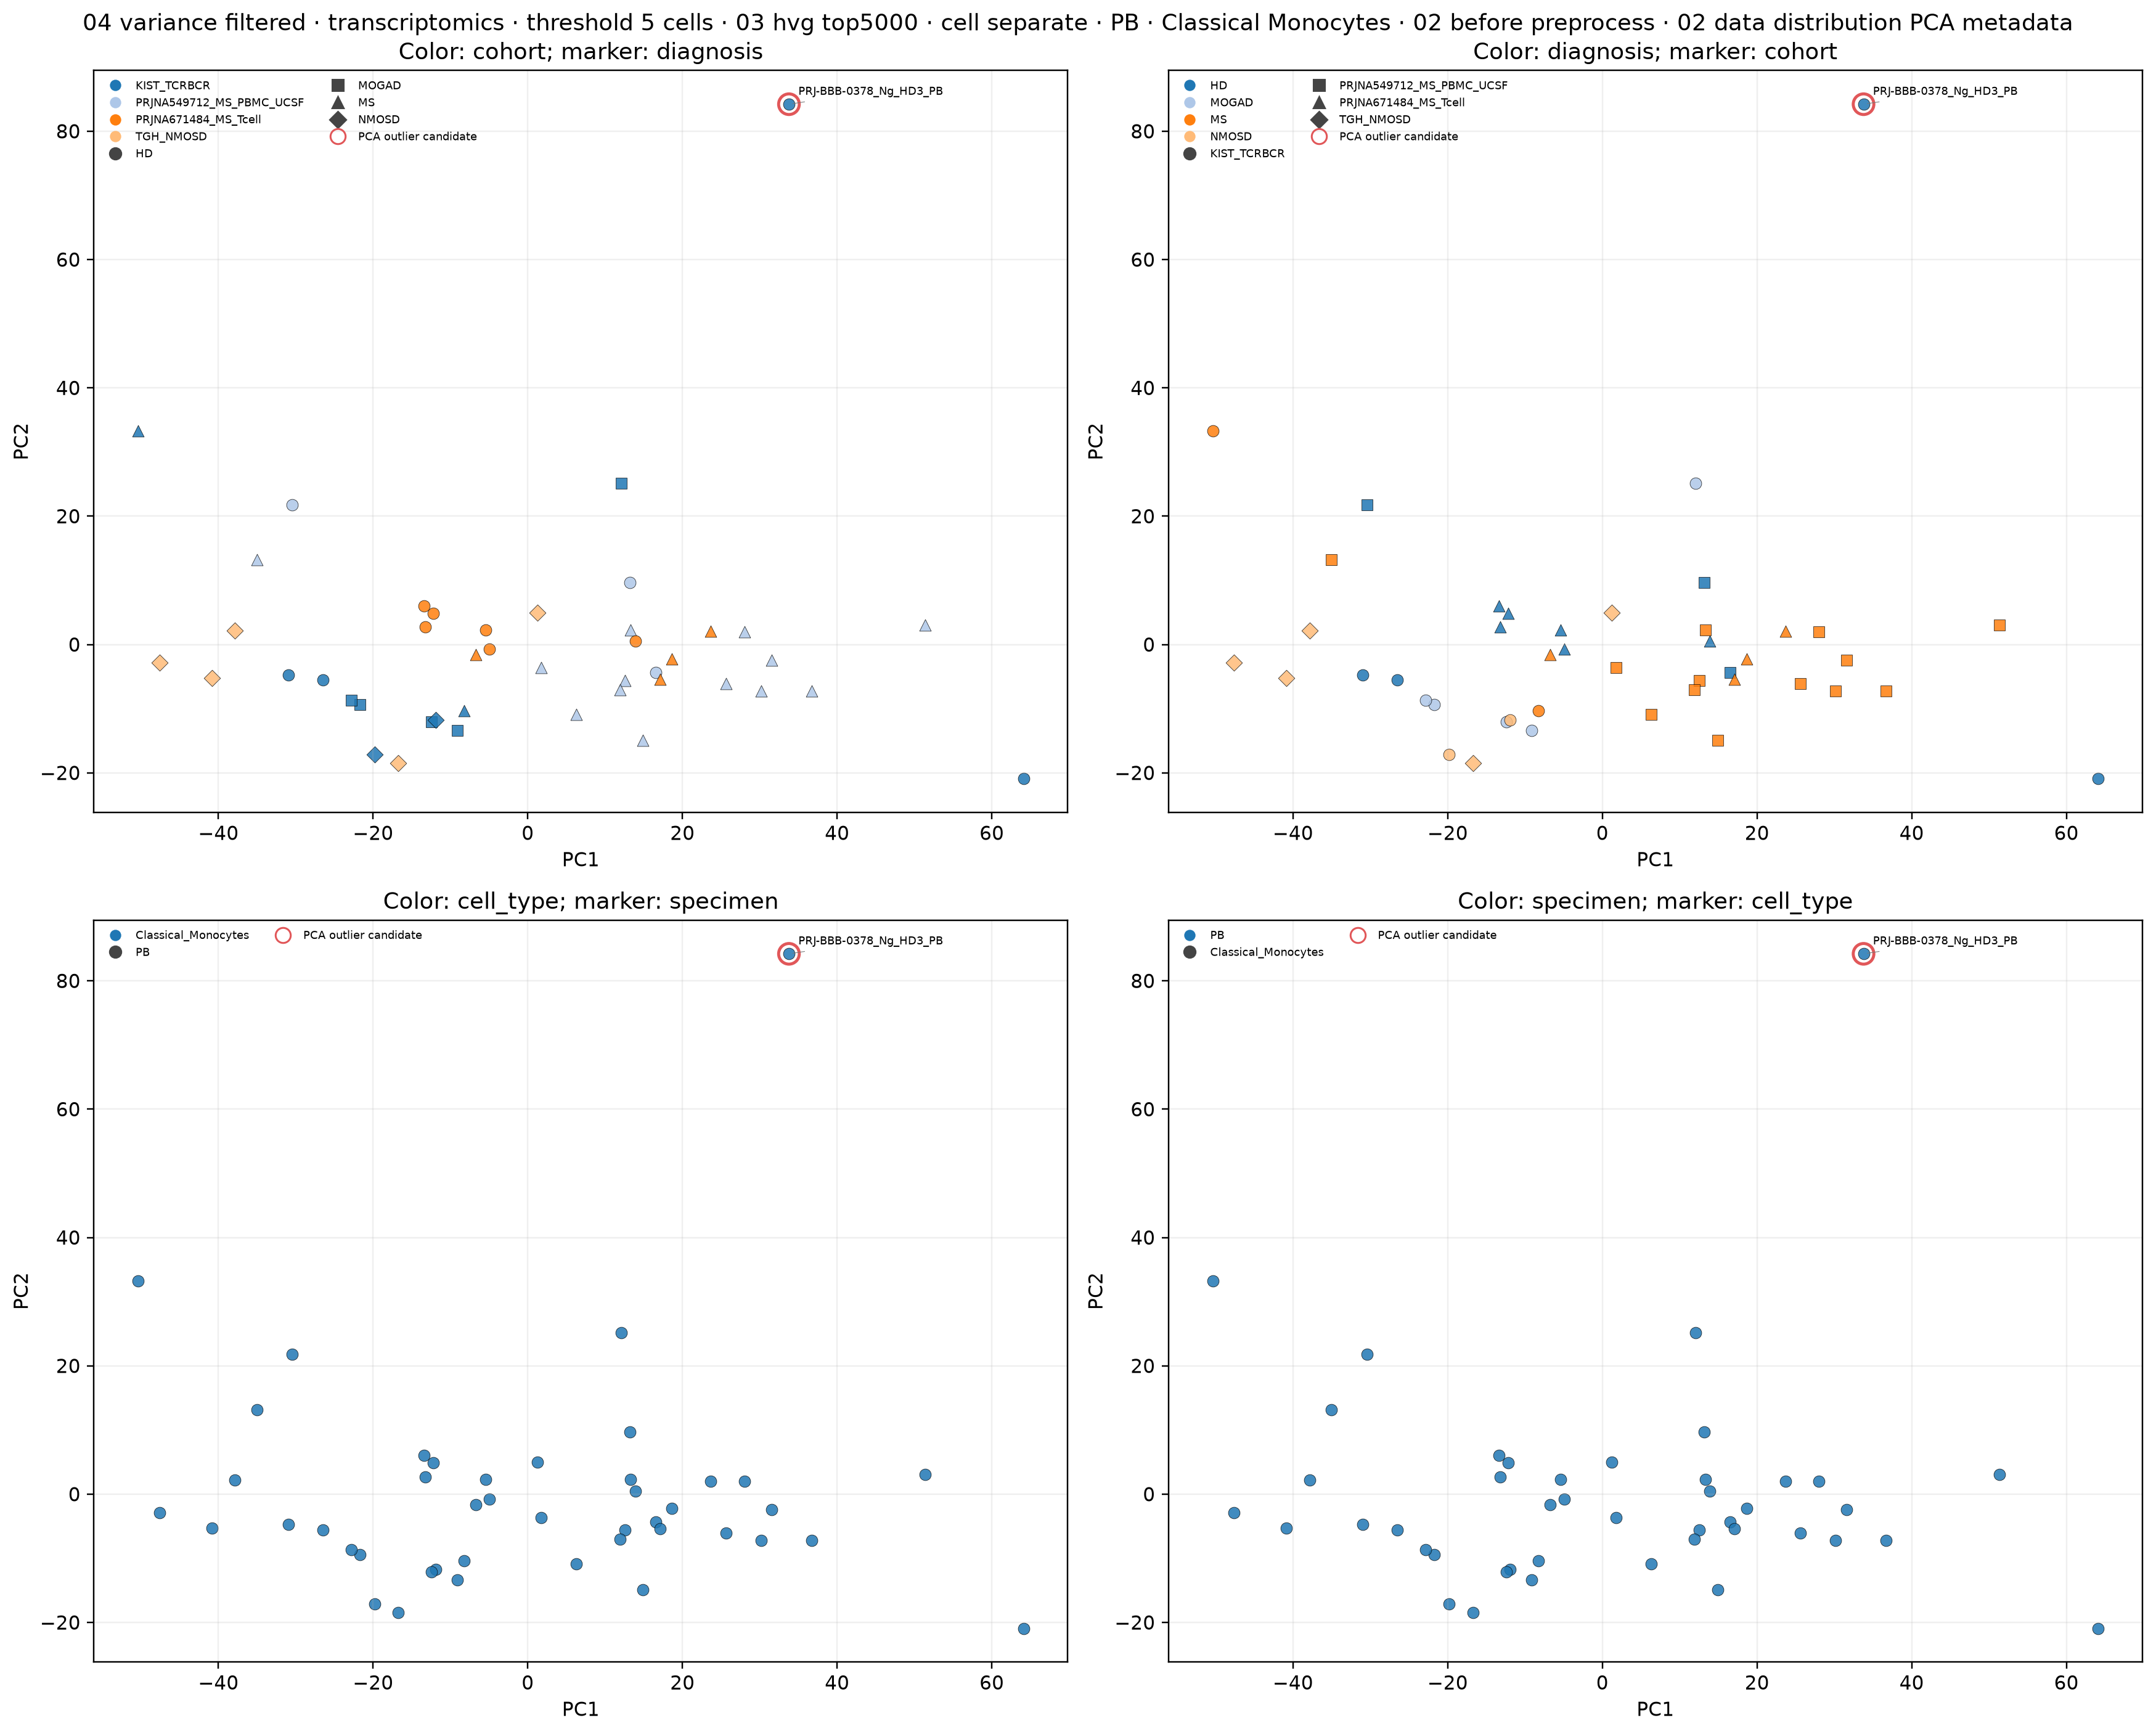 04 variance filtered · transcriptomics · threshold 5 cells · 03 hvg top5000 · cell separate · PB · Classical Monocytes · 02 before preprocess · 02 data distribution PCA metadata
Color: cohort; marker: diagnosis
KIST_TCRBCR
PRJNA549712_MS_PBMC_UCSF
PRJNA671484_MS_Tcell
TGH_NMOSD
HD
MOGAD
MS
NMOSD
PCA outlier candidate
PRJ-BBB-0378_Ng_HD3_PB
80
60
40
20
0
−20
PC2
−40
−20
0
20
40
60
PC1
Color: diagnosis; marker: cohort
HD
MOGAD
MS
NMOSD
KIST_TCRBCR
PRJNA549712_MS_PBMC_UCSF
PRJNA671484_MS_Tcell
TGH_NMOSD
PCA outlier candidate
PRJ-BBB-0378_Ng_HD3_PB
80
60
40
20
0
−20
PC2
−40
−20
0
20
40
60
PC1
Color: cell_type; marker: specimen
Classical_Monocytes
PB
PCA outlier candidate
PRJ-BBB-0378_Ng_HD3_PB
80
60
40
20
0
−20
PC2
−40
−20
0
20
40
60
PC1
Color: specimen; marker: cell_type
PB
Classical_Monocytes
PCA outlier candidate
PRJ-BBB-0378_Ng_HD3_PB
80
60
40
20
0
−20
PC2
−40
−20
0
20
40
60
PC1